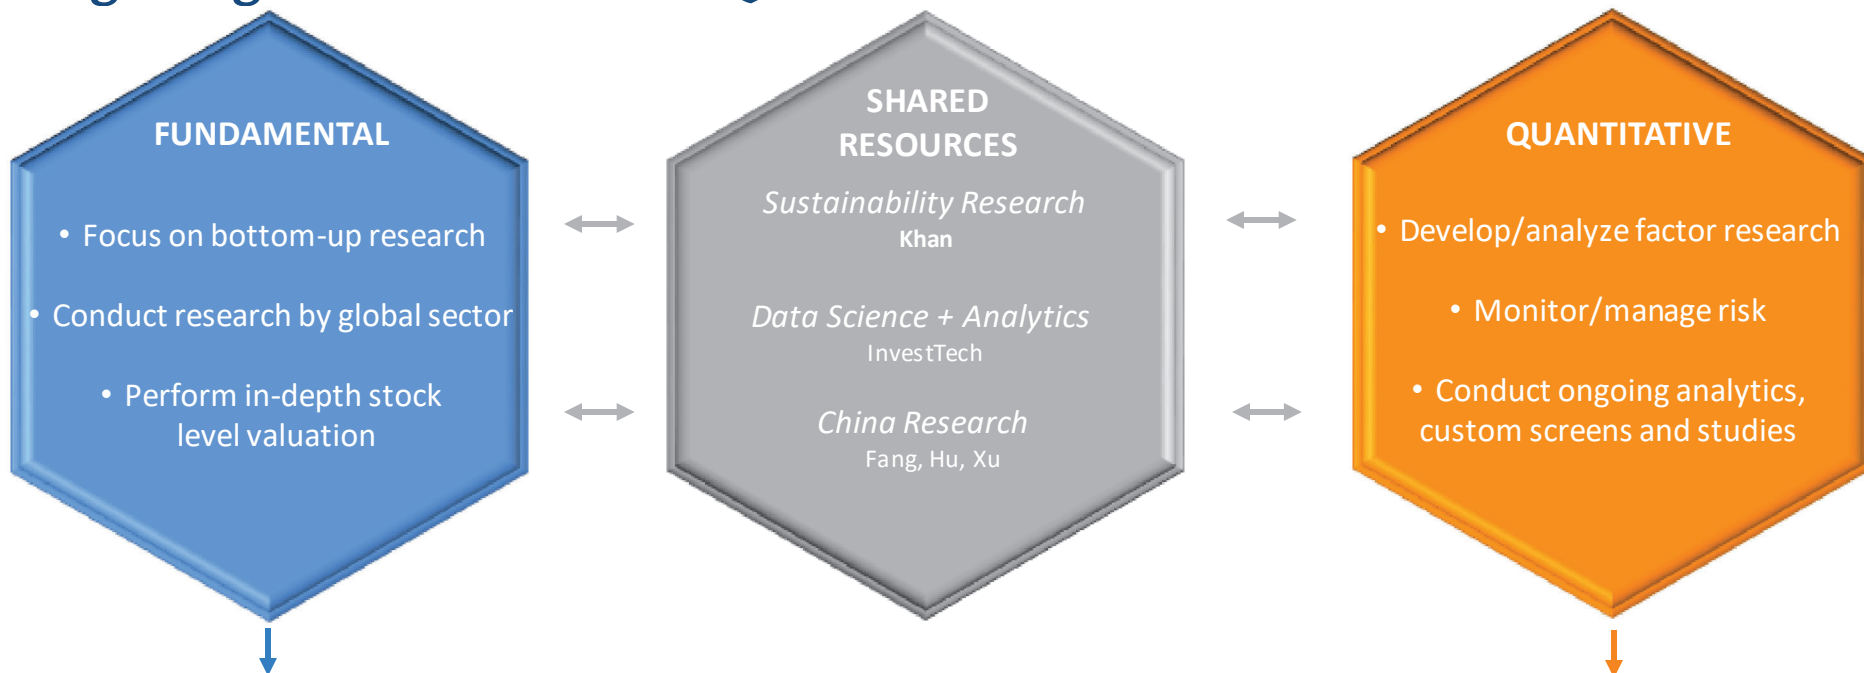 FUNDAMENTAL
• Focus on bottom-up research
• Conduct research by global sector
• Perform in-depth stock
level valuation
SHARED
RESOURCES
Sustainability Research
Khan
Data Science + Analytics
InvestTech
China Research
Fang, Hu, Xu
QUANTITATIVE
• Develop/analyze factor research
• Monitor/manage risk
• Conduct ongoing analytics,
custom screens and studies